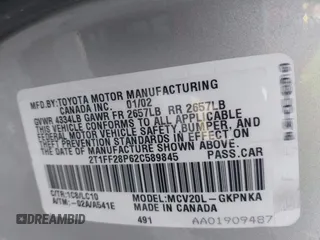 MFD.BY:TOYOTA MOTOR MANUFACTURING
CANADA INC. 01/02
GVWR 4334LB GAWR FR 2657LB RR 2657LB
THIS VEHICLE CONFORMS TO ALL APPLICABLE
FEDERAL MOTOR VEHICLE SAFETY, BUMPER, AND
THEFT PREVENTION STANDARDS IN EFFECT ON
THE DATE OF MANUFACTURE SHOWN ABOVE.
2T1FF28P62C589845 PASS.CAR
C/TR:1C8/LC10 MODEL:MCV20L-GKPNKA
A/TM:-02A/A541E MADE IN CANADA
491 AA01909487